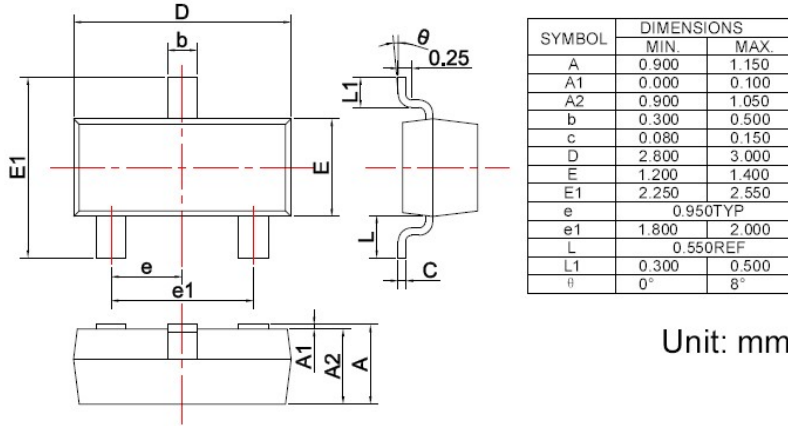 D
b
E1
E
e
e1
A1
A2
A
θ
0.25
L1
L
C
SYMBOL DIMENSIONS
MIN. MAX.
A 0.900 1.150
A1 0.000 0.100
A2 0.900 1.050
b 0.300 0.500
c 0.080 0.150
D 2.800 3.000
E 1.200 1.400
E1 2.250 2.550
e 0.950TYP
e1 1.800 2.000
L 0.550REF
L1 0.300 0.500
θ 0° 8°
Unit: mm